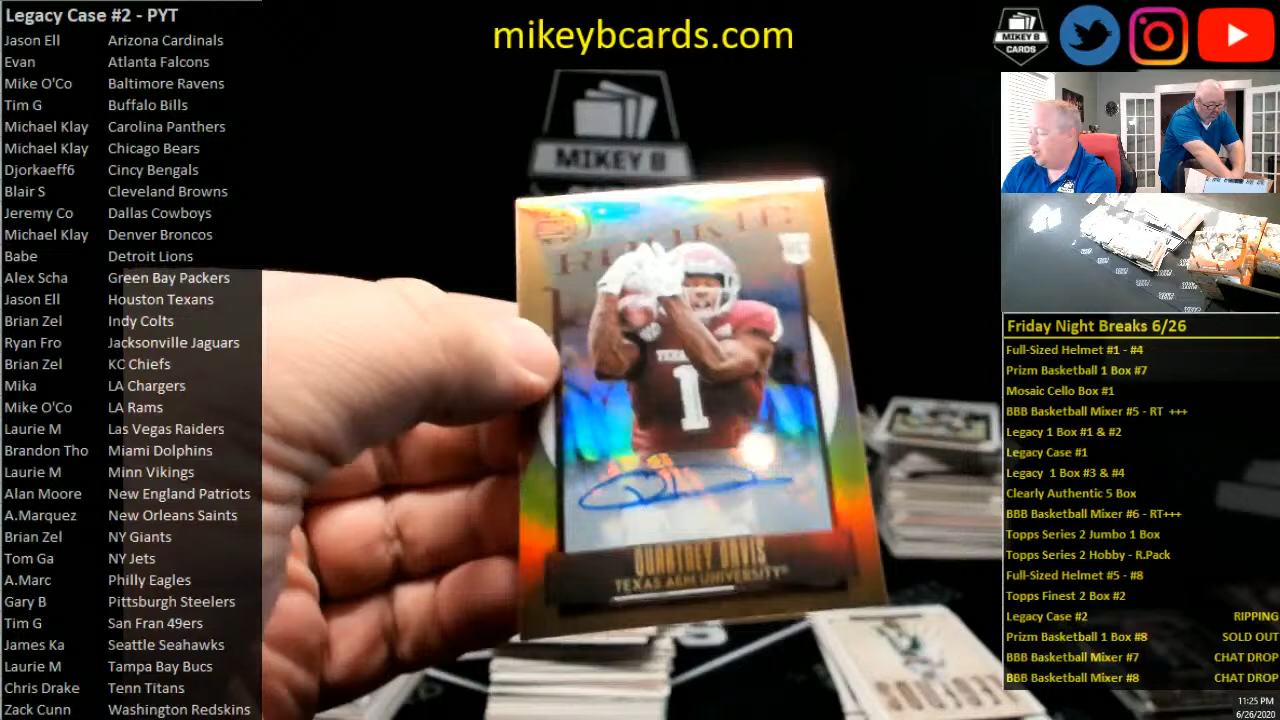 Legacy Case #2 - PYT
Jason Ell Arizona Cardinals
Evan Atlanta Falcons
Mike O'Co Baltimore Ravens
Tim G Buffalo Bills
Michael Klay Carolina Panthers
Michael Klay Chicago Bears
Djorkaeff6 Cincy Bengals
Blair S Cleveland Browns
Jeremy Co Dallas Cowboys
Michael Klay Denver Broncos
Babe Detroit Lions
Alex Scha Green Bay Packers
Jason Ell Houston Texans
Brian Zel Indy Colts
Ryan Fro Jacksonville Jaguars
Brian Zel KC Chiefs
Mika LA Chargers
Mike O'Co LA Rams
Laurie M Las Vegas Raiders
Brandon Tho Miami Dolphins
Laurie M Minn Vikings
Alan Moore New England Patriots
A.Marquez New Orleans Saints
Brian Zel NY Giants
Tom Ga NY Jets
A.Marc Philly Eagles
Gary B Pittsburgh Steelers
Tim G San Fran 49ers
James Ka Seattle Seahawks
Laurie M Tampa Bay Bucs
Chris Drake Tenn Titans
Zack Cunn Washington Redskins
mikeybcards.com
MIKEY B
1
QUARTNEY DAVIS
TEXAS A&M UNIVERSITY
MIKEY B
CARDS
Friday Night Breaks 6/26
Full-Sized Helmet #1 - #4
Prizm Basketball 1 Box #7
Mosaic Cello Box #1
BBB Basketball Mixer #5 - RT +++
Legacy 1 Box #1 & #2
Legacy Case #1
Legacy 1 Box #3 & #4
Clearly Authentic 5 Box
BBB Basketball Mixer #6 - RT+++
Topps Series 2 Jumbo 1 Box
Topps Series 2 Hobby - R.Pack
Full-Sized Helmet #5 - #8
Topps Finest 2 Box #2
Legacy Case #2 RIPPING
Prizm Basketball 1 Box #8 SOLD OUT
BBB Basketball Mixer #7 CHAT DROP
BBB Basketball Mixer #8 CHAT DROP
11:25 PM
6/26/2020